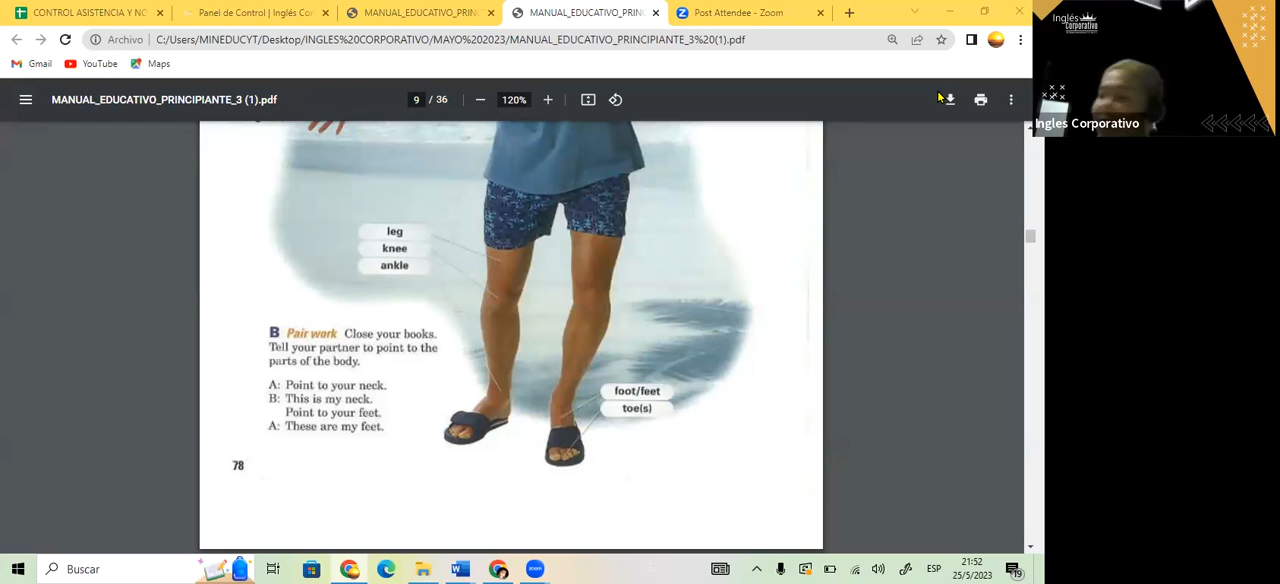 CONTROL ASISTENCIA Y NO
Panel de Control | Inglés Cor
MANUAL_EDUCATIVO_PRINC
MANUAL_EDUCATIVO_PRINC
Post Attendee - Zoom
Archivo
C:/Users/MINEDUCYT/Desktop/INGLES%20CORPORATIVO/MAYO%202023/MANUAL_EDUCATIVO_PRINCIPIANTE_3%20(1).pdf
Gmail
YouTube
Maps
MANUAL_EDUCATIVO_PRINCIPIANTE_3 (1).pdf
9 / 36
120%
Inglés
Corporativo
Ingles Corporativo
leg
knee
ankle
B Pair work Close your books.
Tell your partner to point to the
parts of the body.
A: Point to your neck.
B: This is my neck.
Point to your feet.
A: These are my feet.
foot/feet
toe(s)
78
Buscar
ESP
21:52
25/5/2023
19